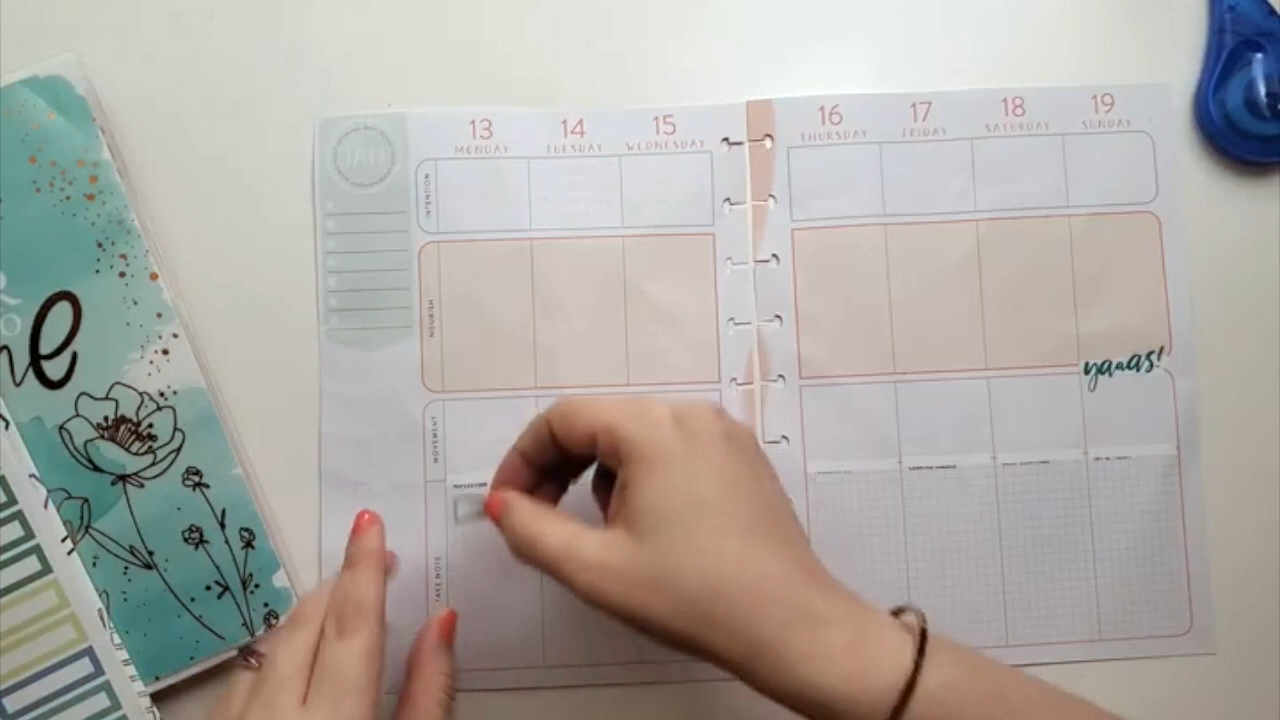 JAN
13 14 15 16 17 18 19
MONDAY TUESDAY WEDNESDAY THURSDAY FRIDAY SATURDAY SUNDAY
INTENTION
NOURISH
yaaas!
MOVEMENT
TAKE NOTE
e